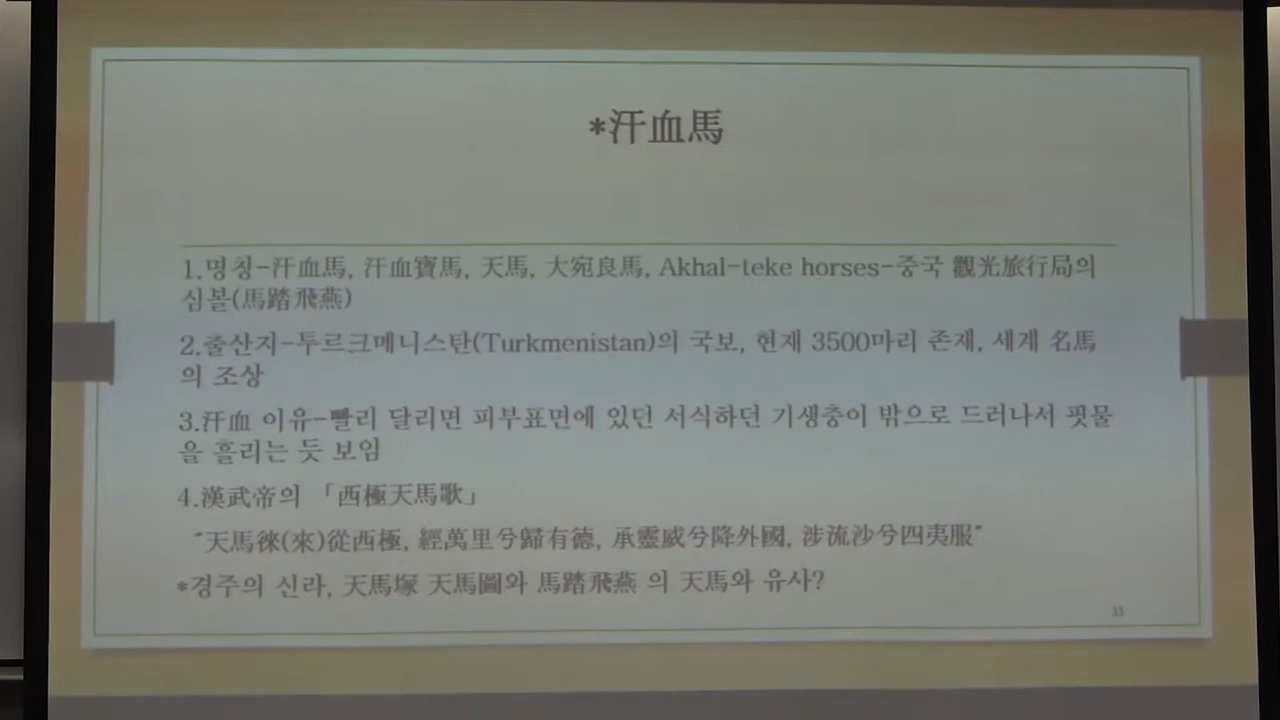 *汗血馬
1.명칭-汗血馬, 汗血寶馬, 天馬, 大宛良馬, Akhal-teke horses-중국 觀光旅行局의
심볼(馬踏飛燕)
2.출산지-투르크메니스탄(Turkmenistan)의 국보, 현재 3500마리 존재, 세계 名馬
의 조상
3.汗血 이유-빨리 달리면 피부표면에 있던 서식하던 기생충이 밖으로 드러나서 핏물
을 흘리는 듯 보임
4.漢武帝의 「西極天馬歌」
"天馬徠(來)從西極, 經萬里兮歸有德, 承靈威兮降外國, 涉流沙兮四夷服"
*경주의 신라, 天馬塚 天馬圖와 馬踏飛燕 의 天馬와 유사?
33